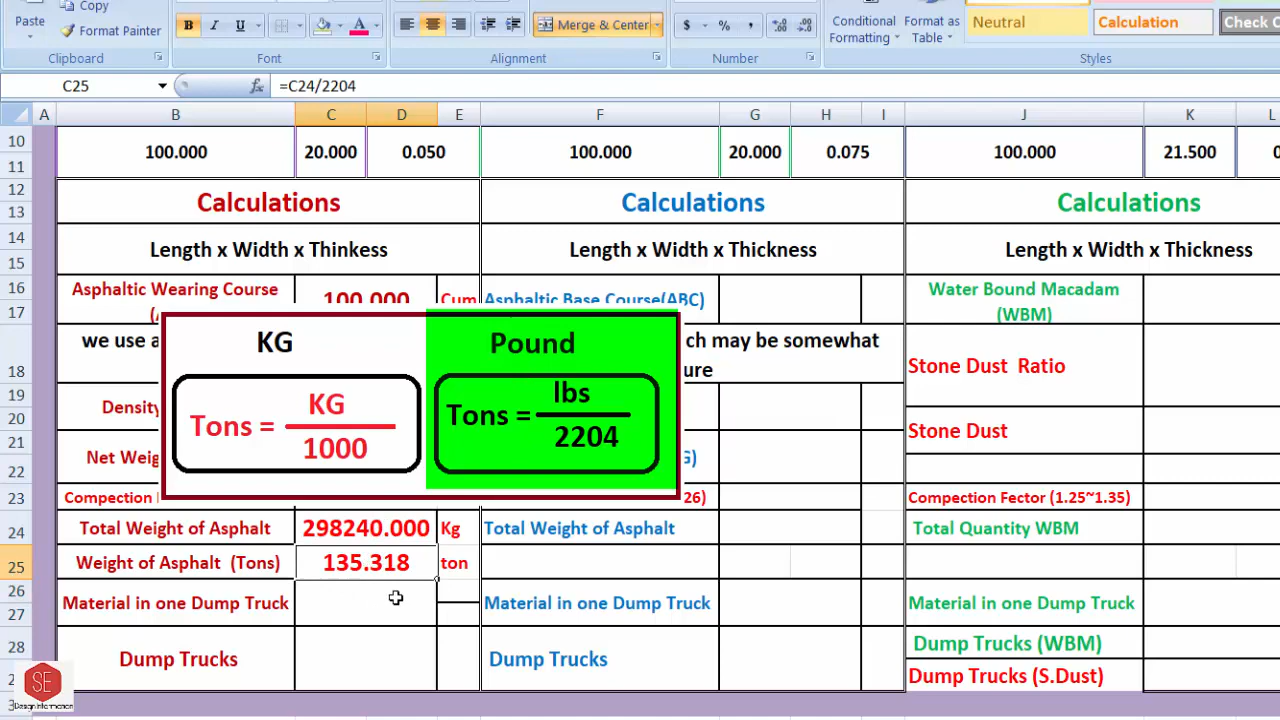 Paste
Copy
Format Painter
Clipboard
B I U A
Font
Merge & Center
Alignment
$ % ,
Number
Conditional Formatting
Format as Table
Neutral
Calculation
Styles
C25
fx
=C24/2204
A B C D E F G H I J K L
10
11
12
13
14
15
16
17
18
19
20
21
22
23
24
25
26
27
28
100.000 20.000 0.050 100.000 20.000 0.075 100.000 21.500
Calculations Calculations Calculations
Length x Width x Thinkess Length x Width x Thickness Length x Width x Thickness
Asphaltic Wearing Course
100.000 Cum
Asphaltic Base Course(ABC)
Water Bound Macadam
(WBM)
we use a
ch may be somewhat
ure
Stone Dust Ratio
Density
Stone Dust
Net Weig
G)
KG
Tons = KG
1000
Pound
Tons = lbs
2204
Compection
26)
Compection Fector (1.25~1.35)
Total Weight of Asphalt 298240.000 Kg Total Weight of Asphalt Total Quantity WBM
Weight of Asphalt (Tons) 135.318 ton
Material in one Dump Truck Material in one Dump Truck Material in one Dump Truck
Dump Trucks Dump Trucks Dump Trucks (WBM)
Dump Trucks (S.Dust)
SE
Design Information